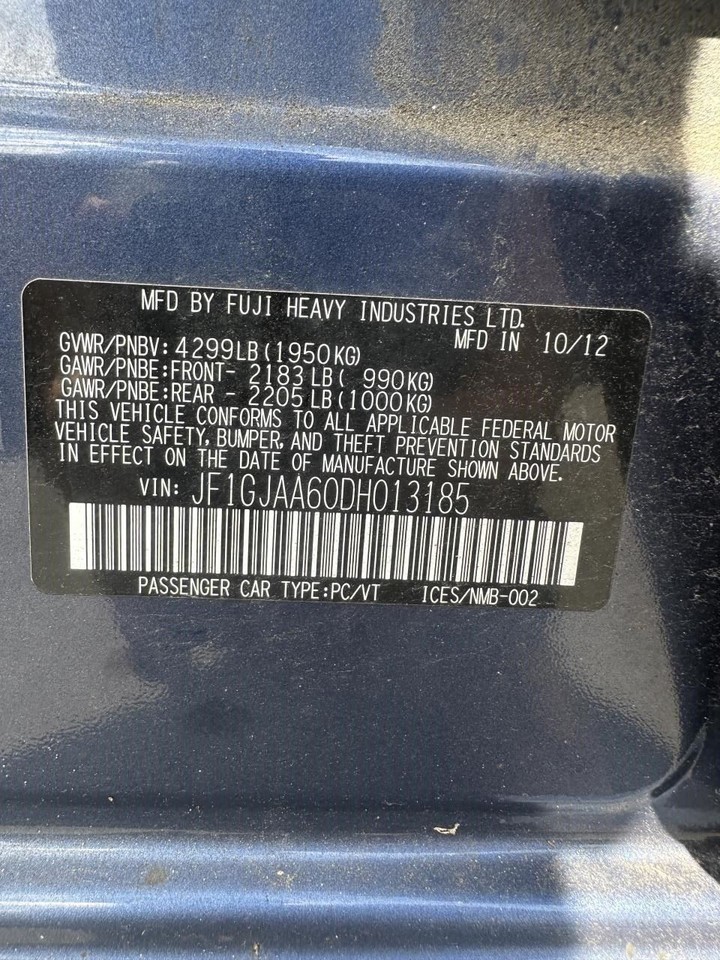 MFD BY FUJI HEAVY INDUSTRIES LTD.
MFD IN 10/12
GVWR/PNBV: 4299LB (1950KG)
GAWR/PNBE:FRONT- 2183 LB ( 990KG)
GAWR/PNBE:REAR - 2205 LB (1000KG)
THIS VEHICLE CONFORMS TO ALL APPLICABLE FEDERAL MOTOR
VEHICLE SAFETY, BUMPER, AND THEFT PREVENTION STANDARDS
IN EFFECT ON THE DATE OF MANUFACTURE SHOWN ABOVE.
VIN: JF1GJAA60DH013185
PASSENGER CAR TYPE:PC/VT ICES/NMB-002